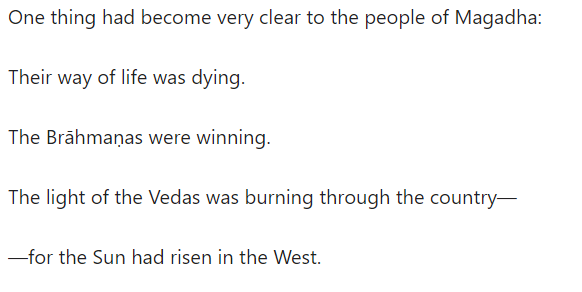 One thing had become very clear to the people of Magadha:
Their way of life was dying.
The Brāhmaṇas were winning.
The light of the Vedas was burning through the country—
—for the Sun had risen in the West.